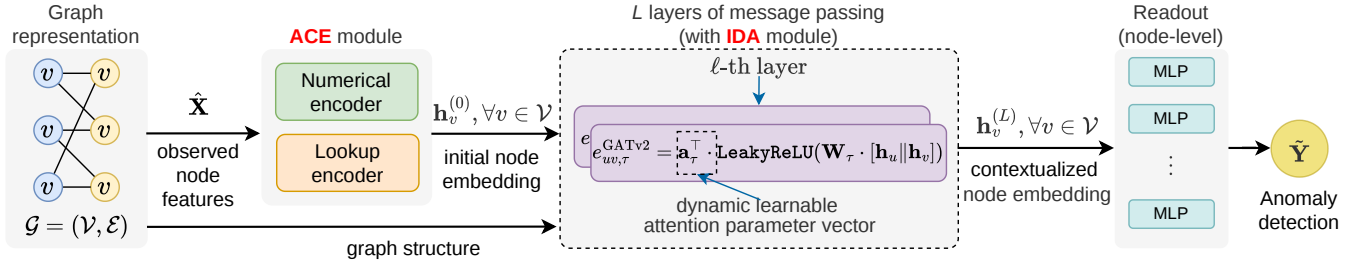 Graph
representation
v v
v v
v v
𝒢 = (𝒱, ℰ)
X̂
observed
node
features
graph structure
ACE module
Numerical
encoder
Lookup
encoder
h_v^{(0)}, ∀v ∈ 𝒱
initial node
embedding
L layers of message passing
(with IDA module)
ℓ-th layer
e
e_{uv,τ}^{GATv2} = a_τ^⊤ · LeakyReLU(W_τ · [h_u‖h_v])
dynamic learnable
attention parameter vector
h_v^{(L)}, ∀v ∈ 𝒱
contextualized
node embedding
Readout
(node-level)
MLP
MLP
⋮
MLP
Ỹ
Anomaly
detection